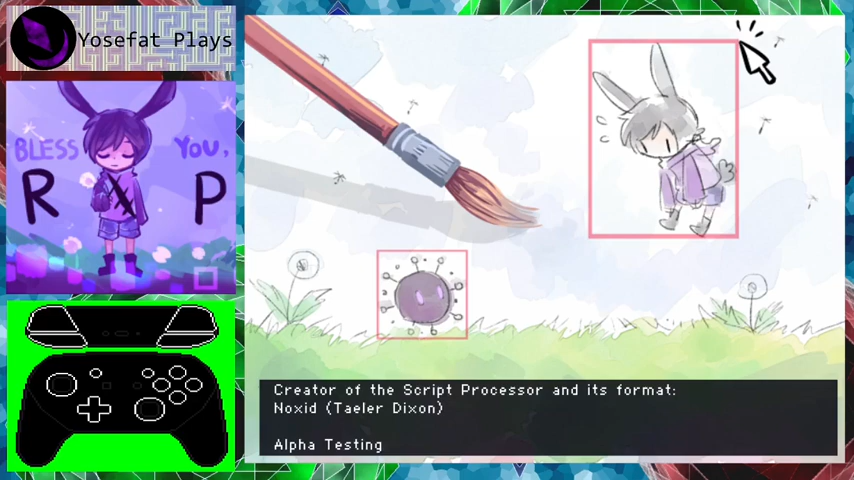 Yosefat Plays
BLESS YOU,
R P
Creator of the Script Processor and its format:
Noxid (Taeler Dixon)
Alpha Testing